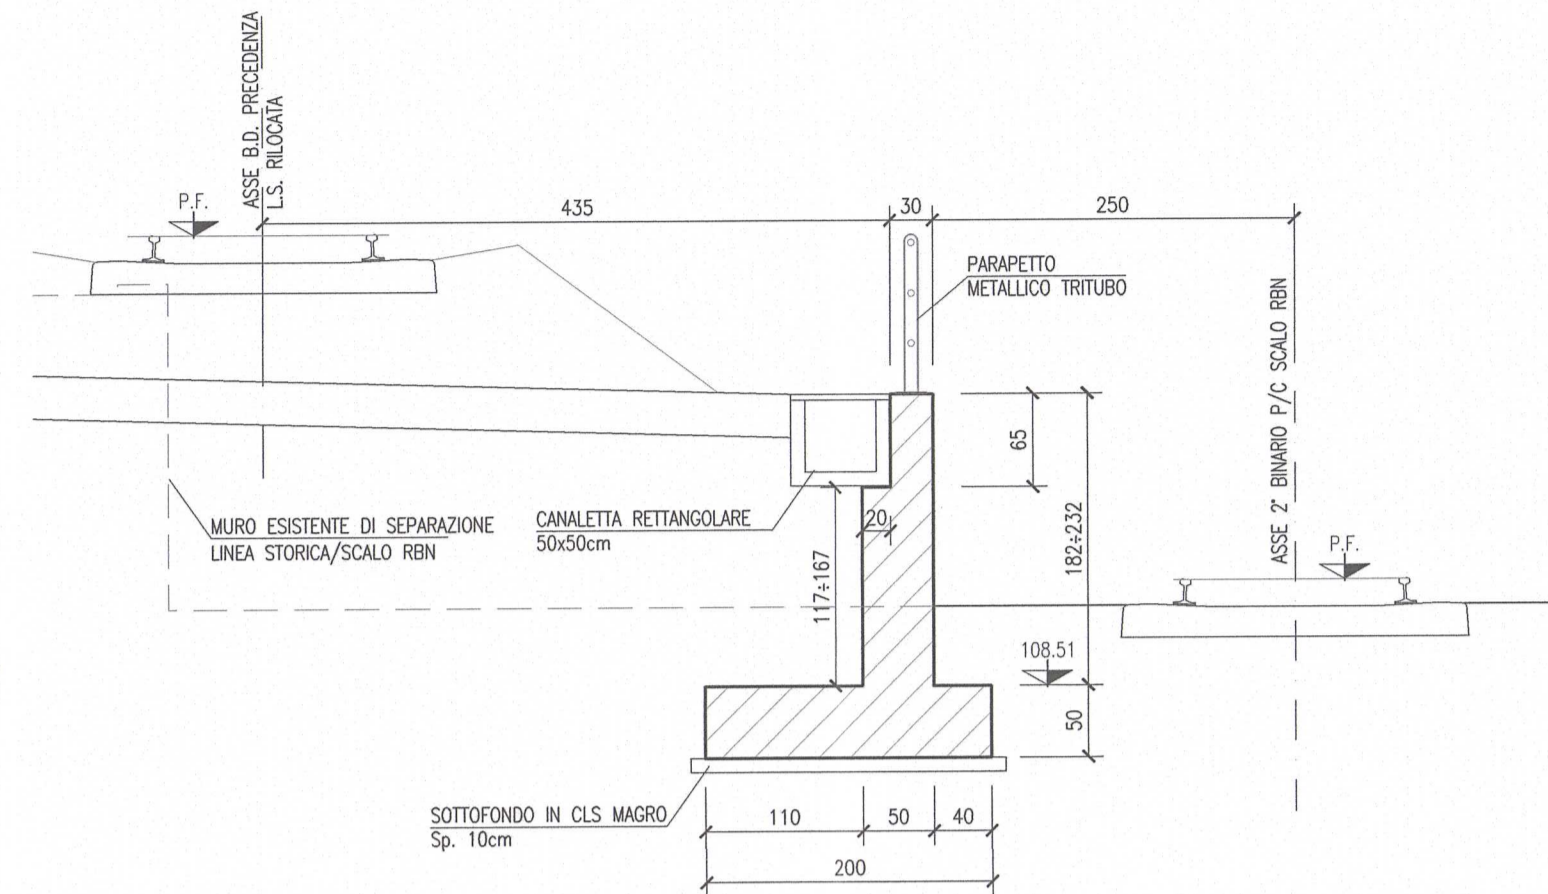 ASSE B.D. PRECEDENZA
L.S. RILOCATA
P.F.
435
30
250
PARAPETTO
METALLICO TRITUBO
ASSE 2° BINARIO P/C SCALO RBN
65
182÷232
MURO ESISTENTE DI SEPARAZIONE
LINEA STORICA/SCALO RBN
CANALETTA RETTANGOLARE
50x50cm
20
117÷167
P.F.
108.51
50
SOTTOFONDO IN CLS MAGRO
Sp. 10cm
110
50
40
200